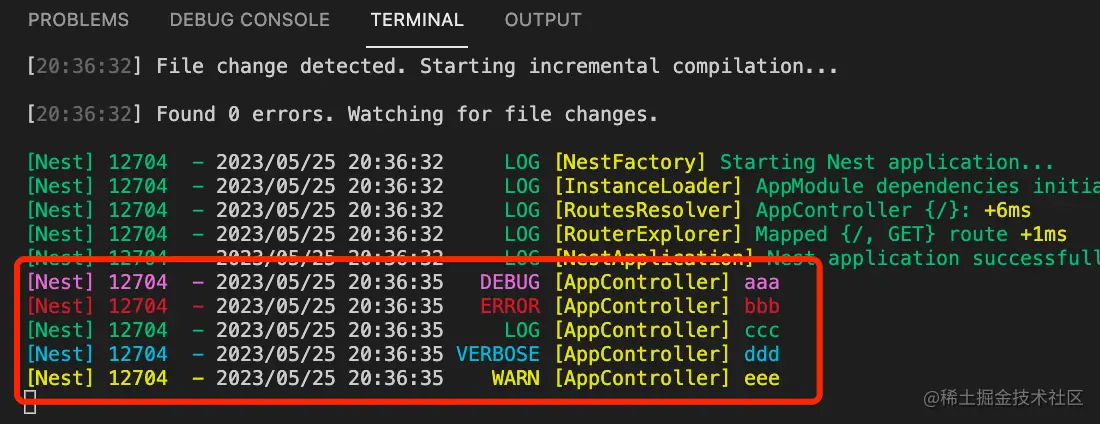 PROBLEMS DEBUG CONSOLE TERMINAL OUTPUT
[20:36:32] File change detected. Starting incremental compilation...
[20:36:32] Found 0 errors. Watching for file changes.
[Nest] 12704  - 2023/05/25 20:36:32     LOG [NestFactory] Starting Nest application...
[Nest] 12704  - 2023/05/25 20:36:32     LOG [InstanceLoader] AppModule dependencies initia
[Nest] 12704  - 2023/05/25 20:36:32     LOG [RoutesResolver] AppController {/}: +6ms
[Nest] 12704  - 2023/05/25 20:36:32     LOG [RouterExplorer] Mapped {/, GET} route +1ms
[Nest] 12704  - 2023/05/25 20:36:32     LOG [NestApplication] Nest application successfull
[Nest] 12704  - 2023/05/25 20:36:35   DEBUG [AppController] aaa
[Nest] 12704  - 2023/05/25 20:36:35   ERROR [AppController] bbb
[Nest] 12704  - 2023/05/25 20:36:35     LOG [AppController] ccc
[Nest] 12704  - 2023/05/25 20:36:35 VERBOSE [AppController] ddd
[Nest] 12704  - 2023/05/25 20:36:35    WARN [AppController] eee
@稀土掘金技术社区